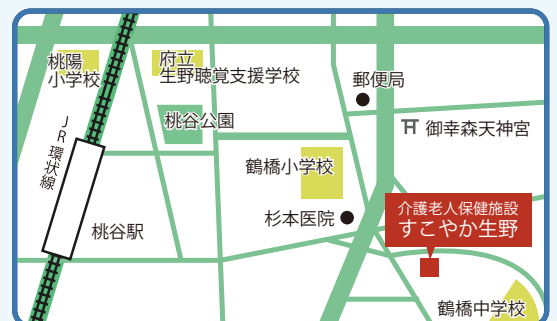 桃陽
小学校
府立
生野聴覚支援学校
郵便局
桃谷公園
御幸森天神宮
JR環状線
鶴橋小学校
介護老人保健施設
すこやか生野
杉本医院
桃谷駅
鶴橋中学校